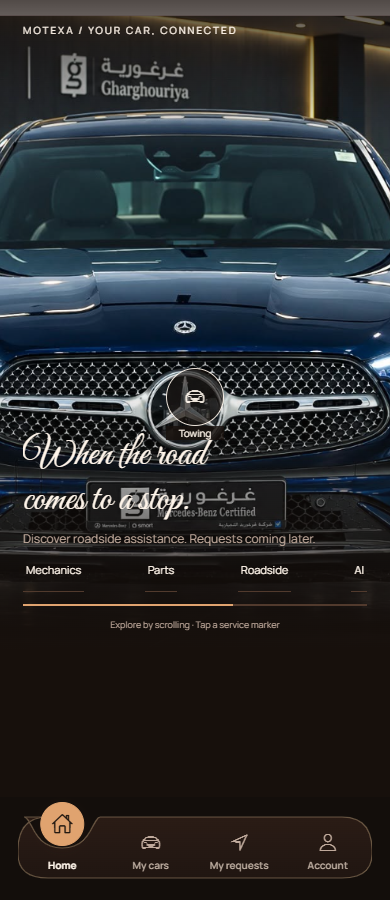 MOTEXA / YOUR CAR, CONNECTED
غرغورية
Gharghouriya
Towing
When the road
comes to a stop.
غرغورية
Mercedes-Benz Certified
Discover roadside assistance. Requests coming later.
Mechanics Parts Roadside AI
Explore by scrolling · Tap a service marker
Home My cars My requests Account